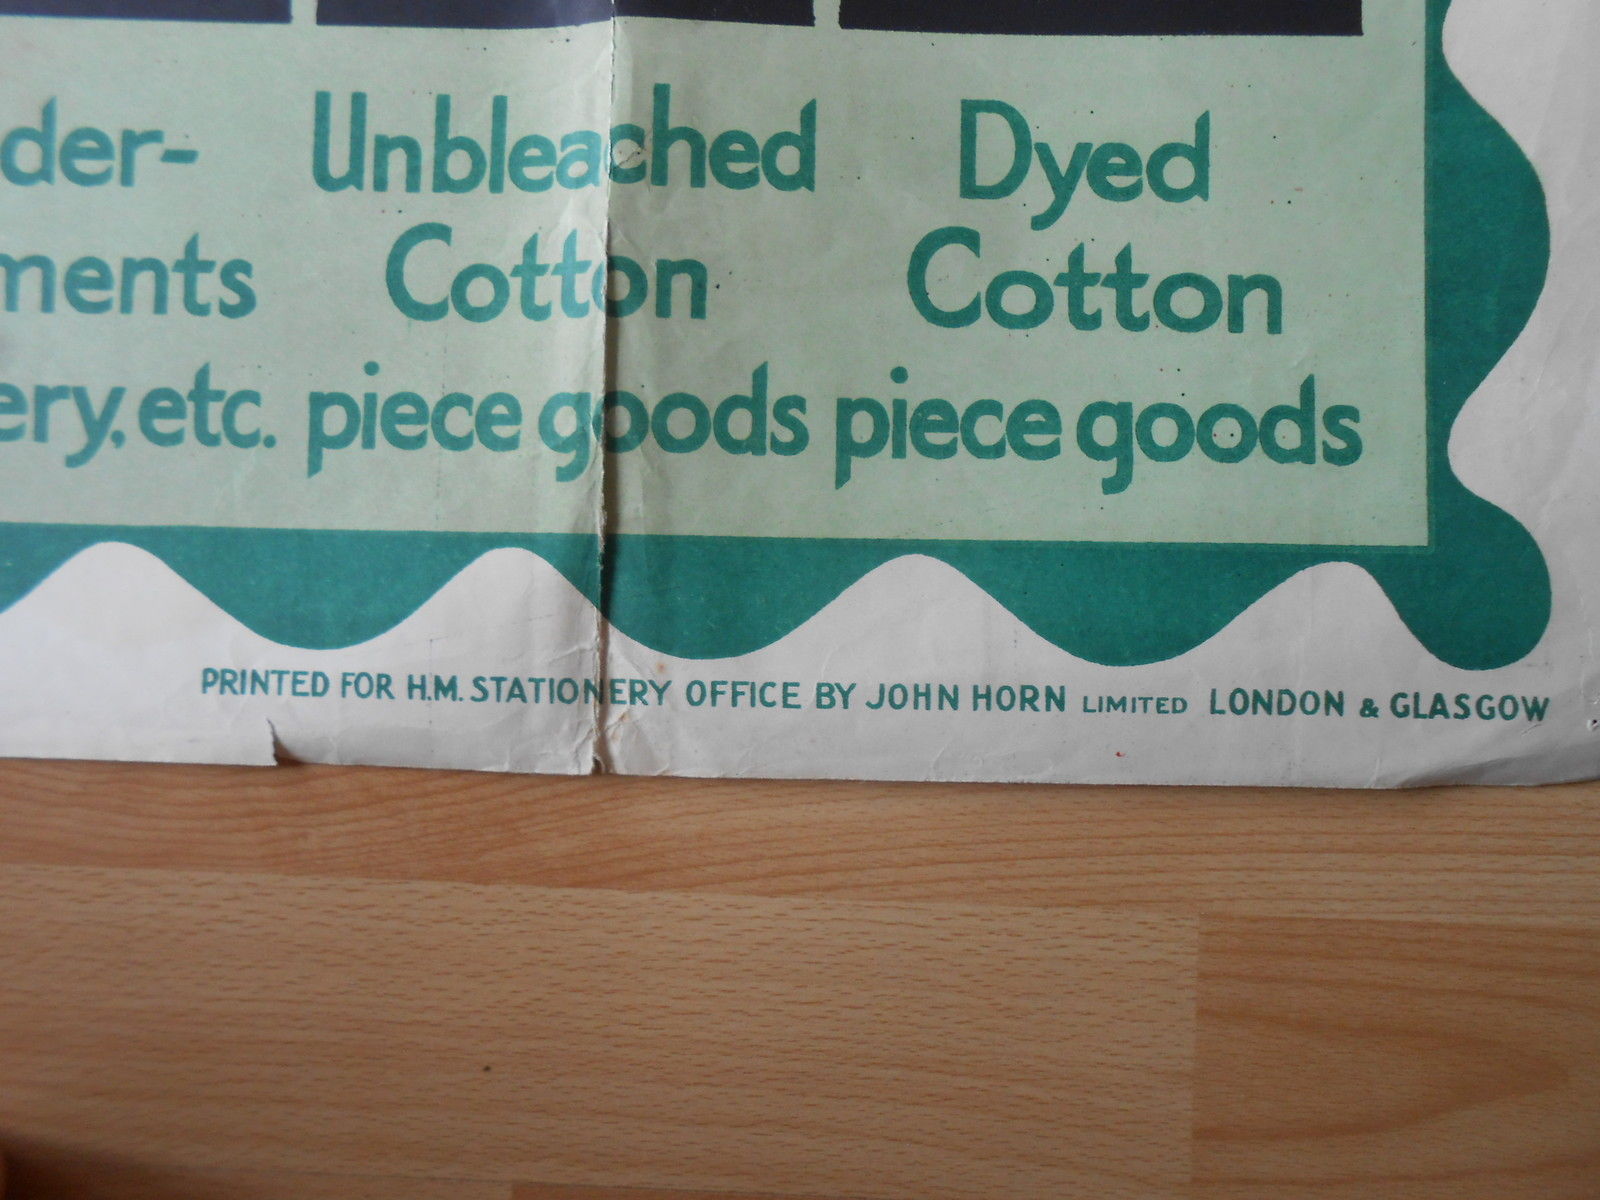 der- Unbleached Dyed
ments Cotton Cotton
ery, etc. piece goods piece goods
PRINTED FOR H.M. STATIONERY OFFICE BY JOHN HORN LIMITED LONDON & GLASGOW